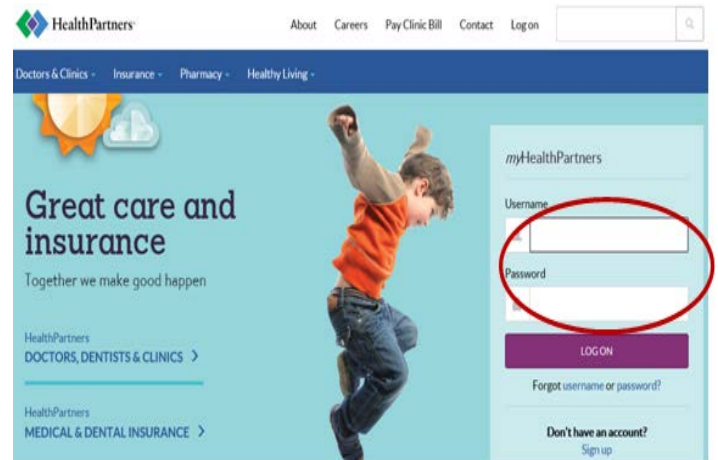 HealthPartners
About Careers Pay Clinic Bill Contact Log on
Doctors & Clinics Insurance Pharmacy Healthy Living
Great care and
insurance
Together we make good happen
HealthPartners
DOCTORS, DENTISTS & CLINICS >
HealthPartners
MEDICAL & DENTAL INSURANCE >
myHealthPartners
Username
Password
LOG ON
Forgot username or password?
Don't have an account?
Sign up